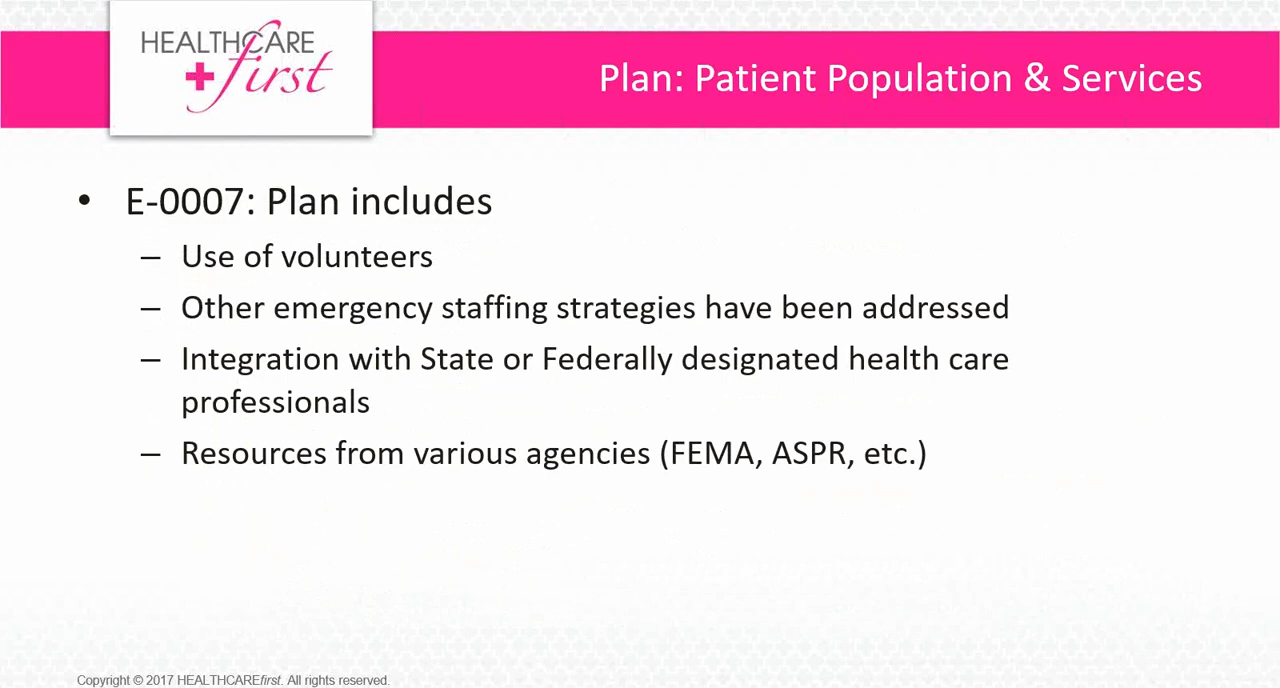 HEALTHCARE
first
Plan: Patient Population & Services
• E-0007: Plan includes
– Use of volunteers
– Other emergency staffing strategies have been addressed
– Integration with State or Federally designated health care
professionals
– Resources from various agencies (FEMA, ASPR, etc.)
Copyright © 2017 HEALTHCAREfirst. All rights reserved.